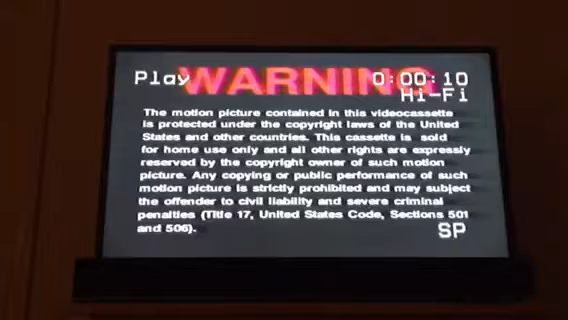 Play WARNING 0:00:10
Hi-Fi
The motion picture contained in this videocassette
is protected under the copyright laws of the United
States and other countries. This cassette is sold
for home use only and all other rights are expressly
reserved by the copyright owner of such motion
picture. Any copying or public performance of such
motion picture is strictly prohibited and may subject
the offender to civil liability and severe criminal
penalties (Title 17, United States Code, Sections 501
and 506).
SP